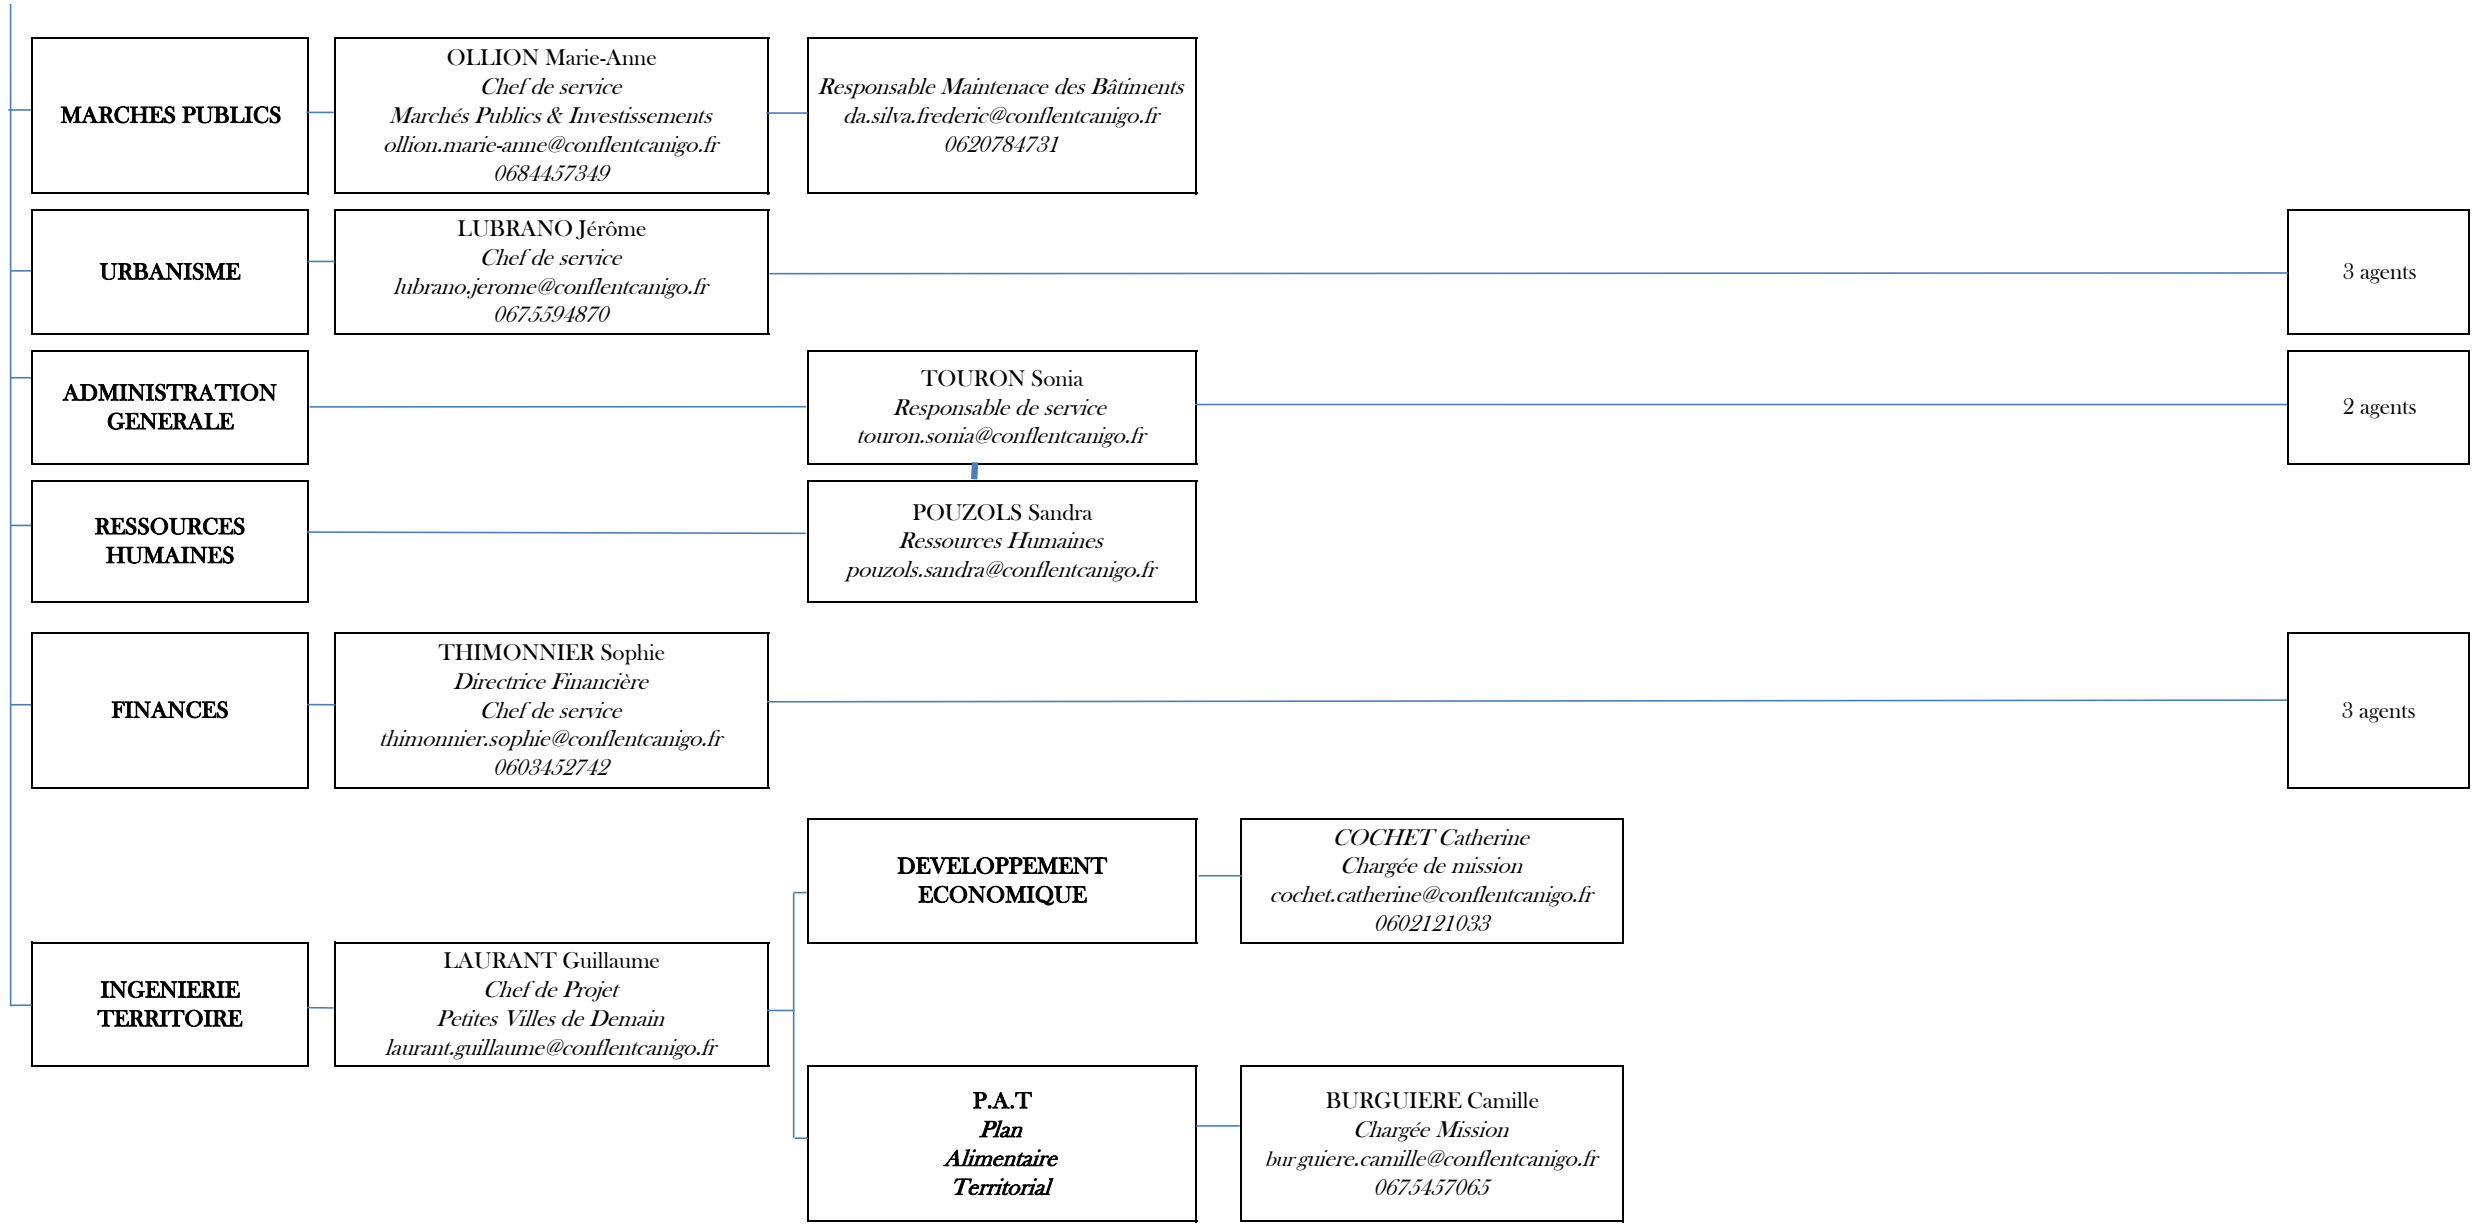 MARCHES PUBLICS
OLLION Marie-Anne
Chef de service
Marchés Publics & Investissements
ollion.marie-anne@conflentcanigo.fr
0684457349
Responsable Maintenace des Bâtiments
da.silva.frederic@conflentcanigo.fr
0620784731
URBANISME
LUBRANO Jérôme
Chef de service
lubrano.jerome@conflentcanigo.fr
0675594870
3 agents
ADMINISTRATION
GENERALE
TOURON Sonia
Responsable de service
touron.sonia@conflentcanigo.fr
2 agents
RESSOURCES
HUMAINES
POUZOLS Sandra
Ressources Humaines
pouzols.sandra@conflentcanigo.fr
FINANCES
THIMONNIER Sophie
Directrice Financière
Chef de service
thimonnier.sophie@conflentcanigo.fr
0603452742
3 agents
INGENIERIE
TERRITOIRE
LAURANT Guillaume
Chef de Projet
Petites Villes de Demain
laurant.guillaume@conflentcanigo.fr
DEVELOPPEMENT
ECONOMIQUE
COCHET Catherine
Chargée de mission
cochet.catherine@conflentcanigo.fr
0602121033
P.A.T
Plan
Alimentaire
Territorial
BURGUIERE Camille
Chargée Mission
burguiere.camille@conflentcanigo.fr
0675457065